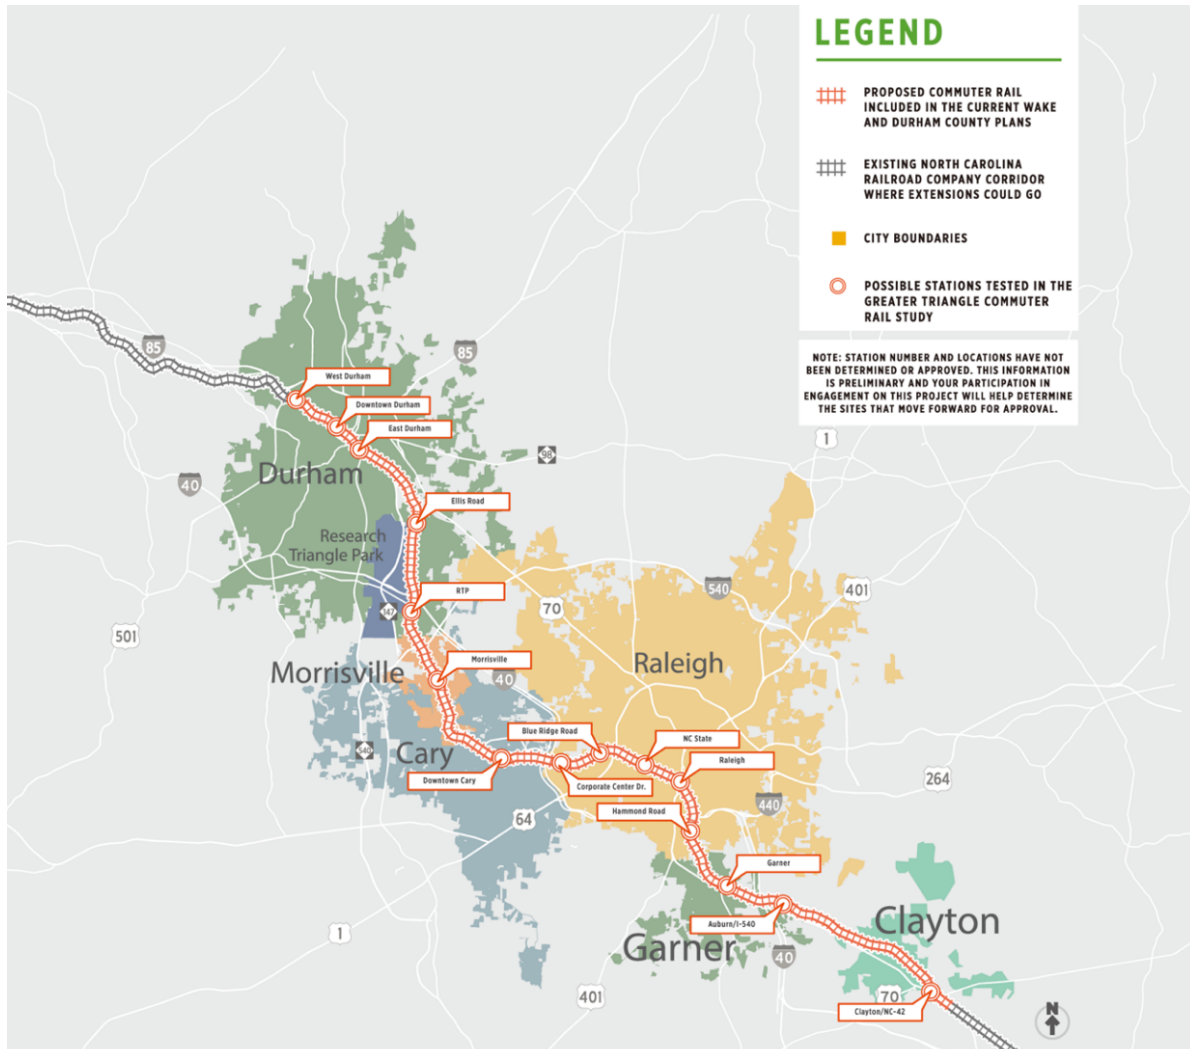 LEGEND
PROPOSED COMMUTER RAIL
INCLUDED IN THE CURRENT WAKE
AND DURHAM COUNTY PLANS
EXISTING NORTH CAROLINA
RAILROAD COMPANY CORRIDOR
WHERE EXTENSIONS COULD GO
CITY BOUNDARIES
POSSIBLE STATIONS TESTED IN THE
GREATER TRIANGLE COMMUTER
RAIL STUDY
NOTE: STATION NUMBER AND LOCATIONS HAVE NOT
BEEN DETERMINED OR APPROVED. THIS INFORMATION
IS PRELIMINARY AND YOUR PARTICIPATION IN
ENGAGEMENT ON THIS PROJECT WILL HELP DETERMINE
THE SITES THAT MOVE FORWARD FOR APPROVAL.
85
85
West Durham
Downtown Durham
East Durham
1
98
Durham
40
Ellis Road
Research
Triangle Park
RTP
540
401
70
147
501
Morrisville
Morrisville
Raleigh
40
Blue Ridge Road
NC State
540
Cary
Raleigh
Downtown Cary
Corporate Center Dr.
264
440
Hammond Road
64
Garner
Clayton
Auburn/I-540
1
Garner
40
401
70
Clayton/NC-42
N